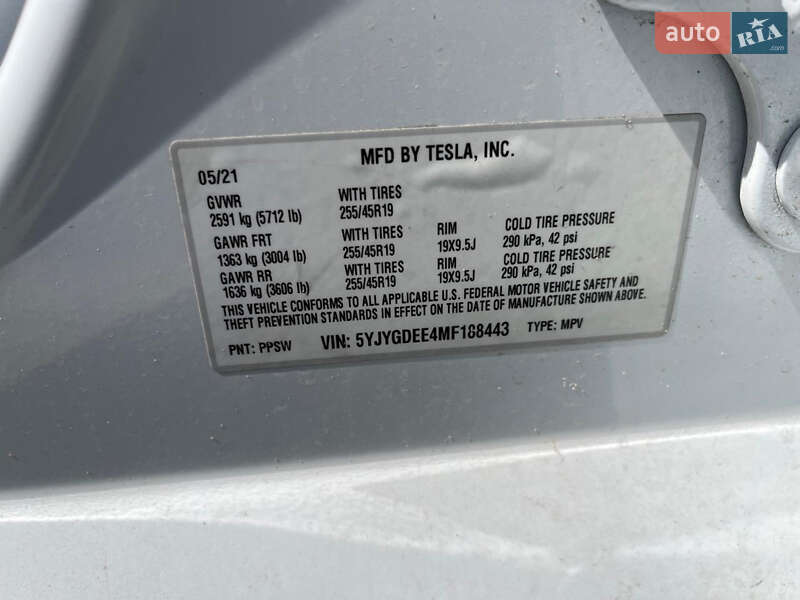 auto RIA.com
MFD BY TESLA, INC.
05/21
GVWR WITH TIRES
2591 kg (5712 lb) 255/45R19
GAWR FRT WITH TIRES RIM COLD TIRE PRESSURE
1363 kg (3004 lb) 255/45R19 19X9.5J 290 kPa, 42 psi
GAWR RR WITH TIRES RIM COLD TIRE PRESSURE
1636 kg (3606 lb) 255/45R19 19X9.5J 290 kPa, 42 psi
THIS VEHICLE CONFORMS TO ALL APPLICABLE U.S. FEDERAL MOTOR VEHICLE SAFETY AND
THEFT PREVENTION STANDARDS IN EFFECT ON THE DATE OF MANUFACTURE SHOWN ABOVE.
PNT: PPSW VIN: 5YJYGDEE4MF188443 TYPE: MPV